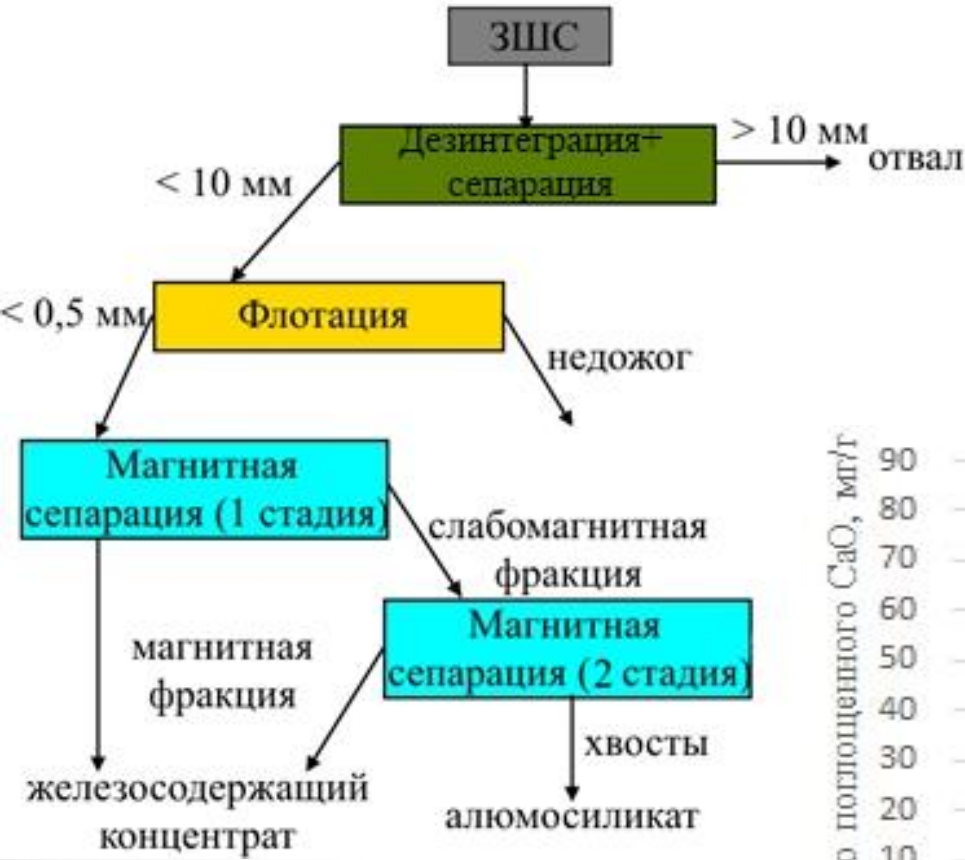 ЗШС
Дезинтеграция+
сепарация
> 10 мм
отвал
< 10 мм
< 0,5 мм
Флотация
недожог
Магнитная
сепарация (1 стадия)
слабомагнитная
фракция
Магнитная
сепарация (2 стадия)
магнитная
фракция
хвосты
железосодержащий
концентрат
алюмосиликат
поглощенного CaO, мг/г
90
80
70
60
50
40
30
20
10